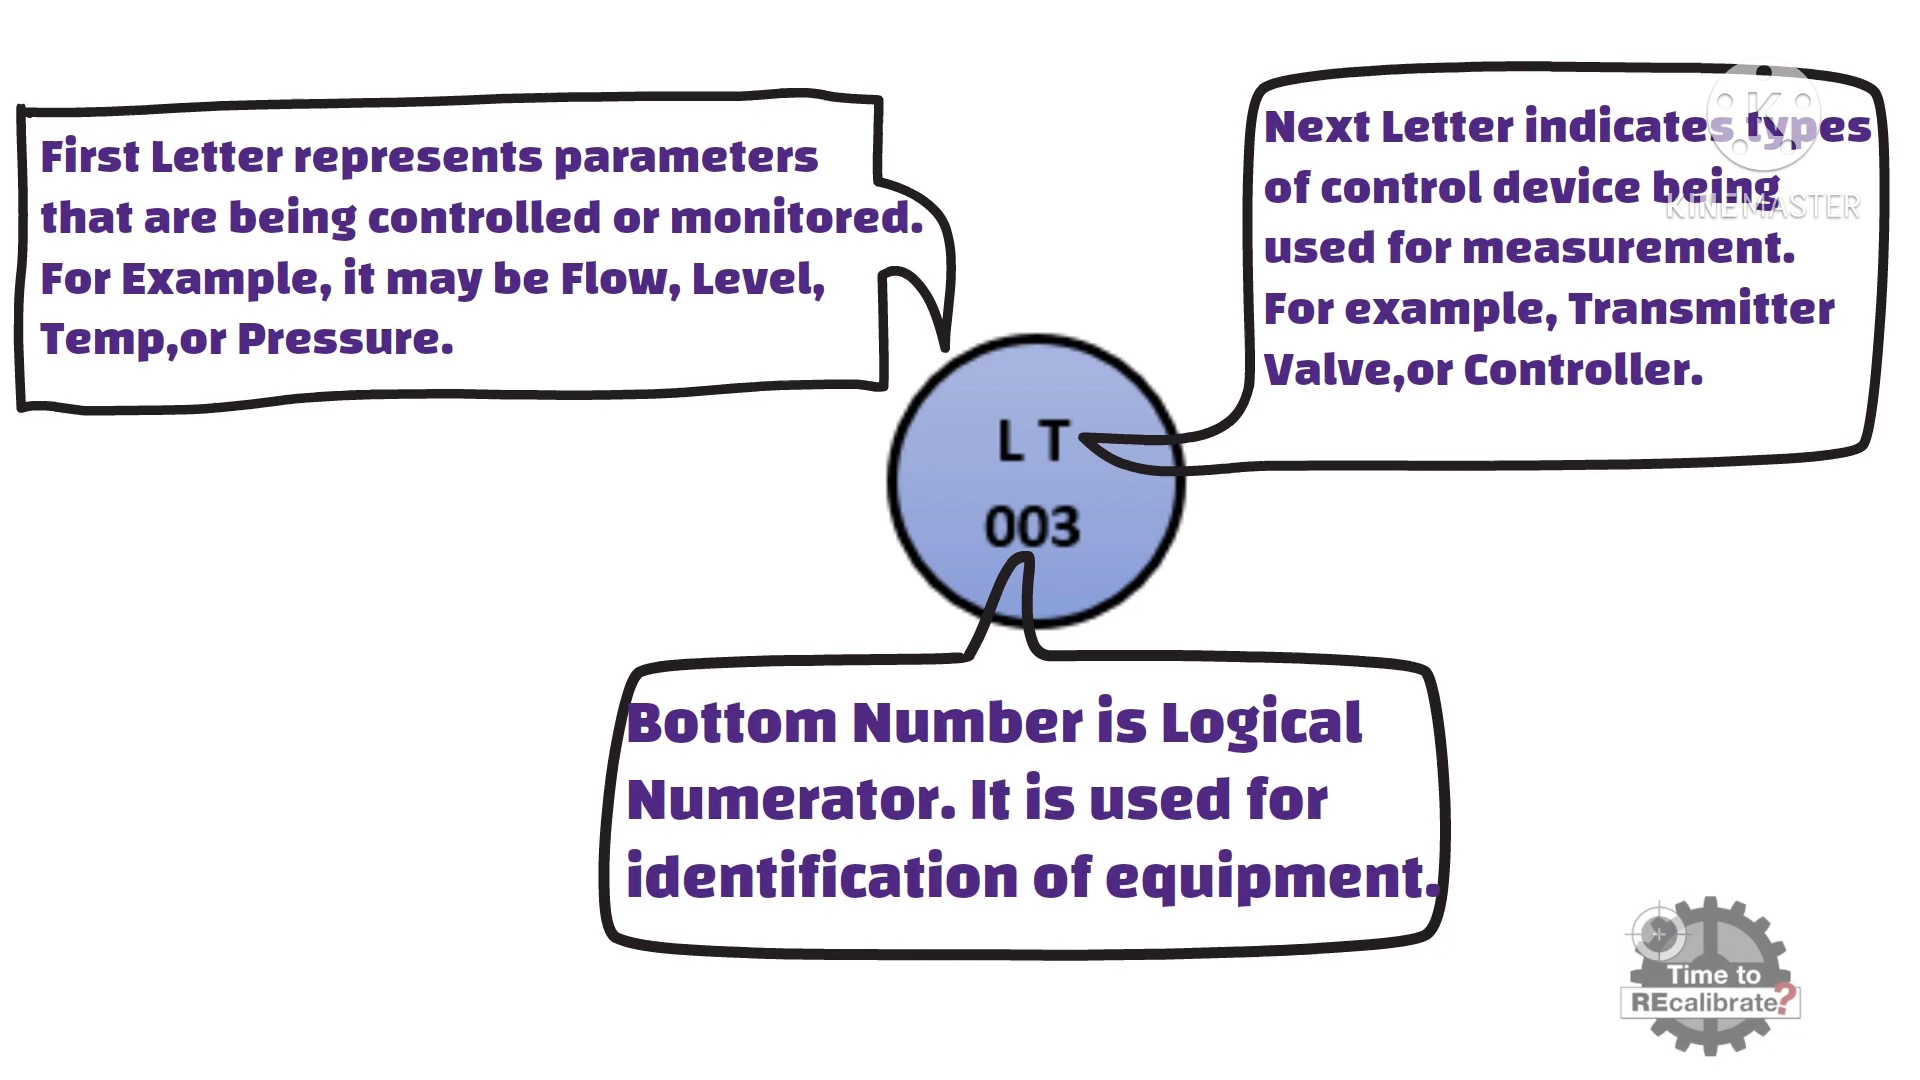 First Letter represents parameters
that are being controlled or monitored.
For Example, it may be Flow, Level,
Temp,or Pressure.
Next Letter indicates types
of control device being
used for measurement.
For example, Transmitter
Valve,or Controller.
K
KINEMASTER
L T
003
Bottom Number is Logical
Numerator. It is used for
identification of equipment.
Time to
REcalibrate?